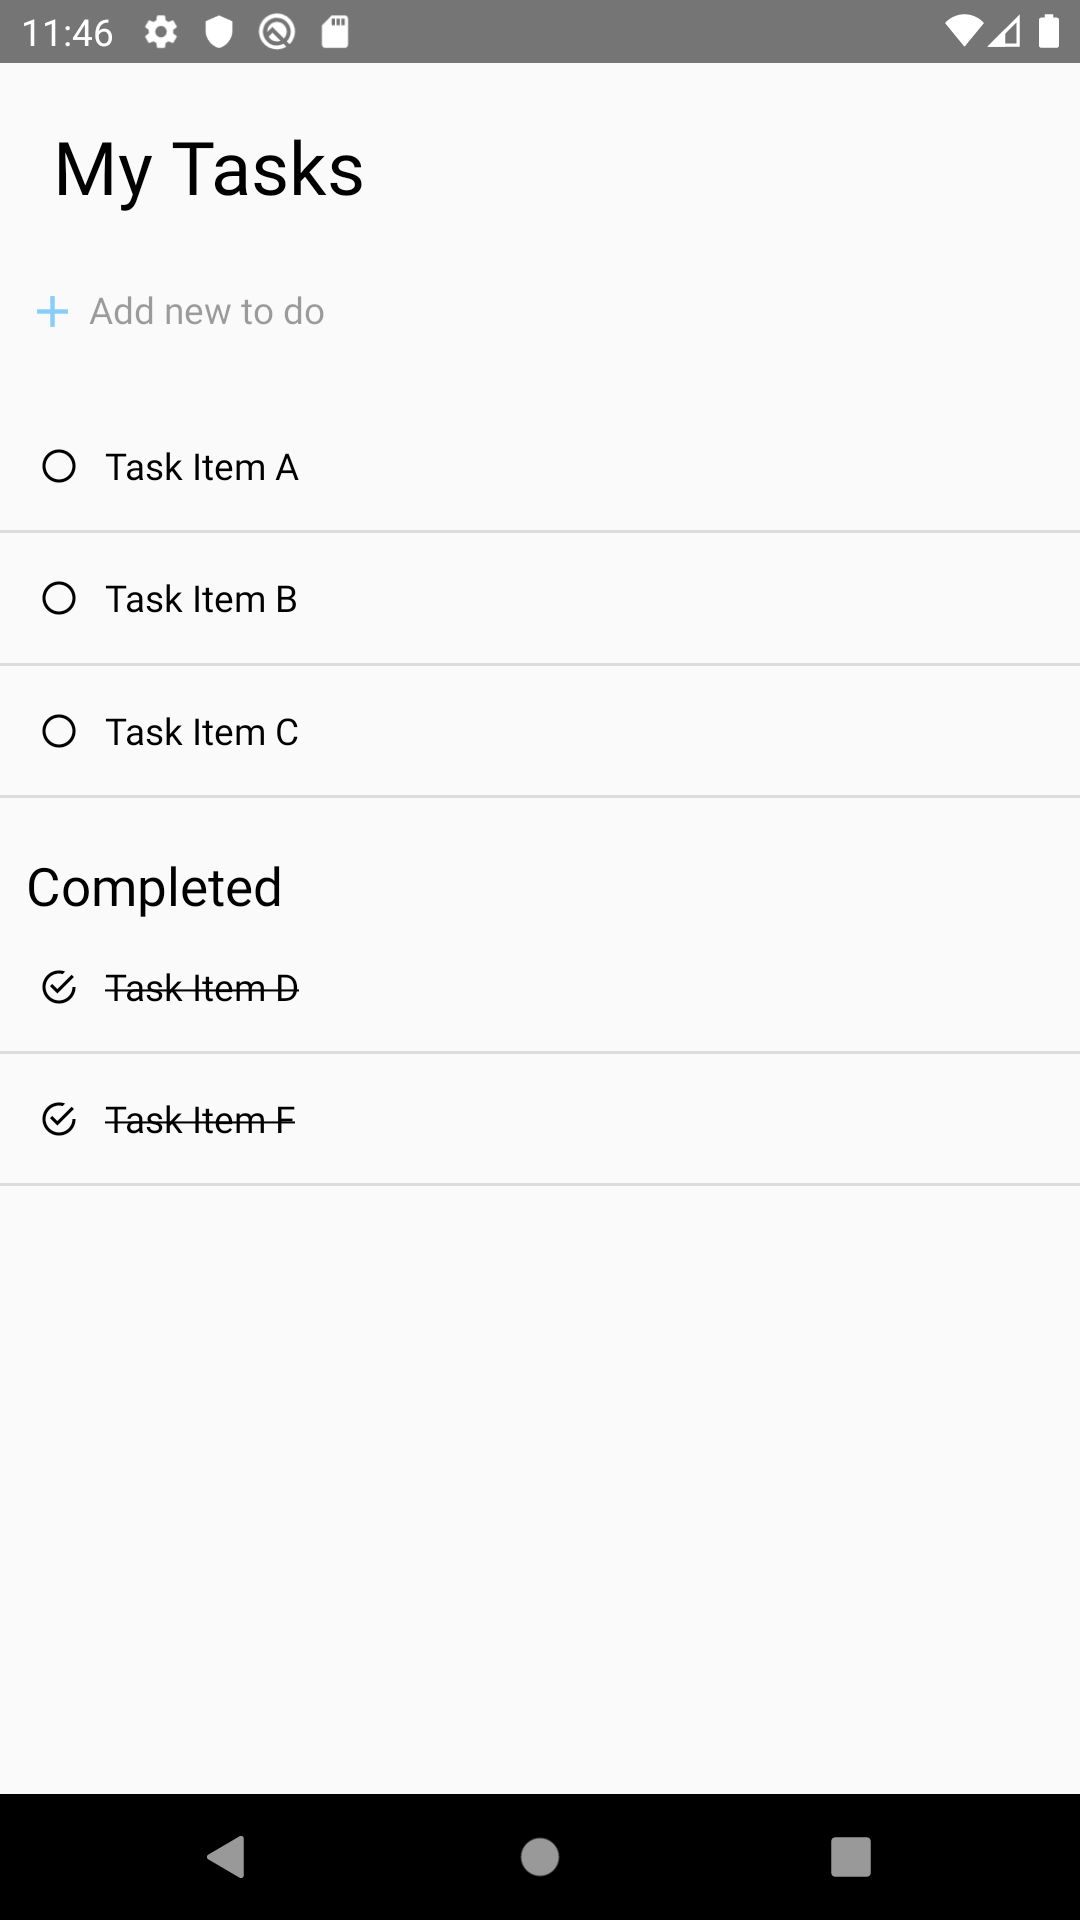 11:46
My Tasks
Add new to do
Task Item A
Task Item B
Task Item C
Completed
Task Item D
Task Item F